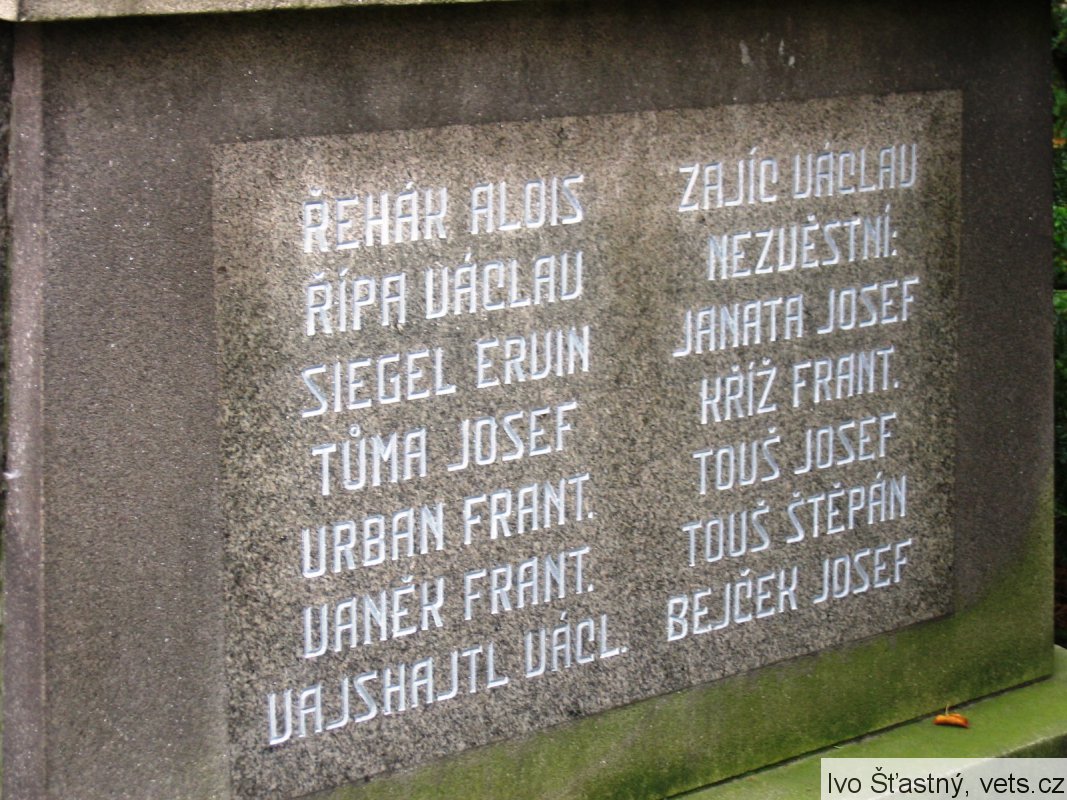 ŘEHÁK ALOIS
ŘÍPA VÁCLAV
SIEGEL ERVIN
TŮMA JOSEF
URBAN FRANT.
VANĚK FRANT.
VAJSHAJTL VÁCL.
ZAJÍC VÁCLAV
NEZVĚSTNÍ:
JANATA JOSEF
KŘÍŽ FRANT.
TOUŠ JOSEF
TOUŠ ŠTĚPÁN
BEJČEK JOSEF
Ivo Šťastný, vets.cz